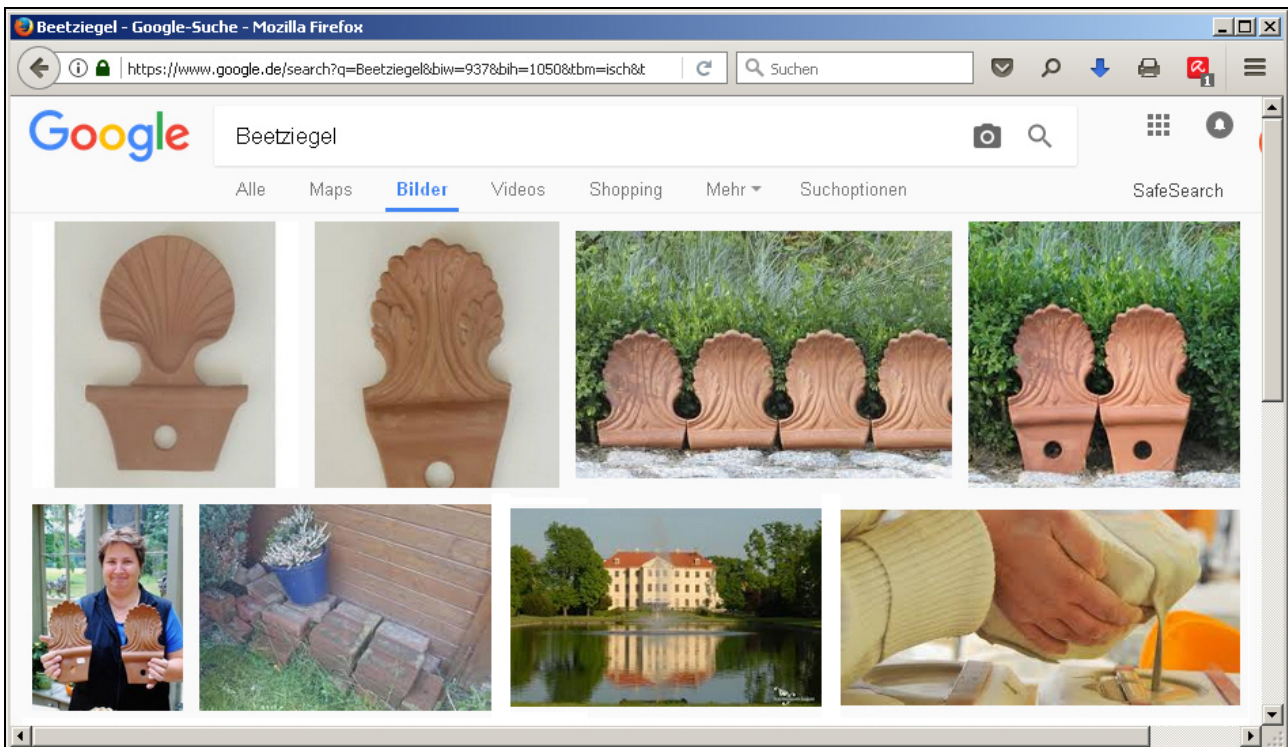 Beetziegel - Google-Suche - Mozilla Firefox
https://www.google.de/search?q=Beetziegel&biw=937&bih=1050&tbm=isch&t
Suchen
1
Google
Beetziegel
Alle Maps Bilder Videos Shopping Mehr Suchoptionen SafeSearch